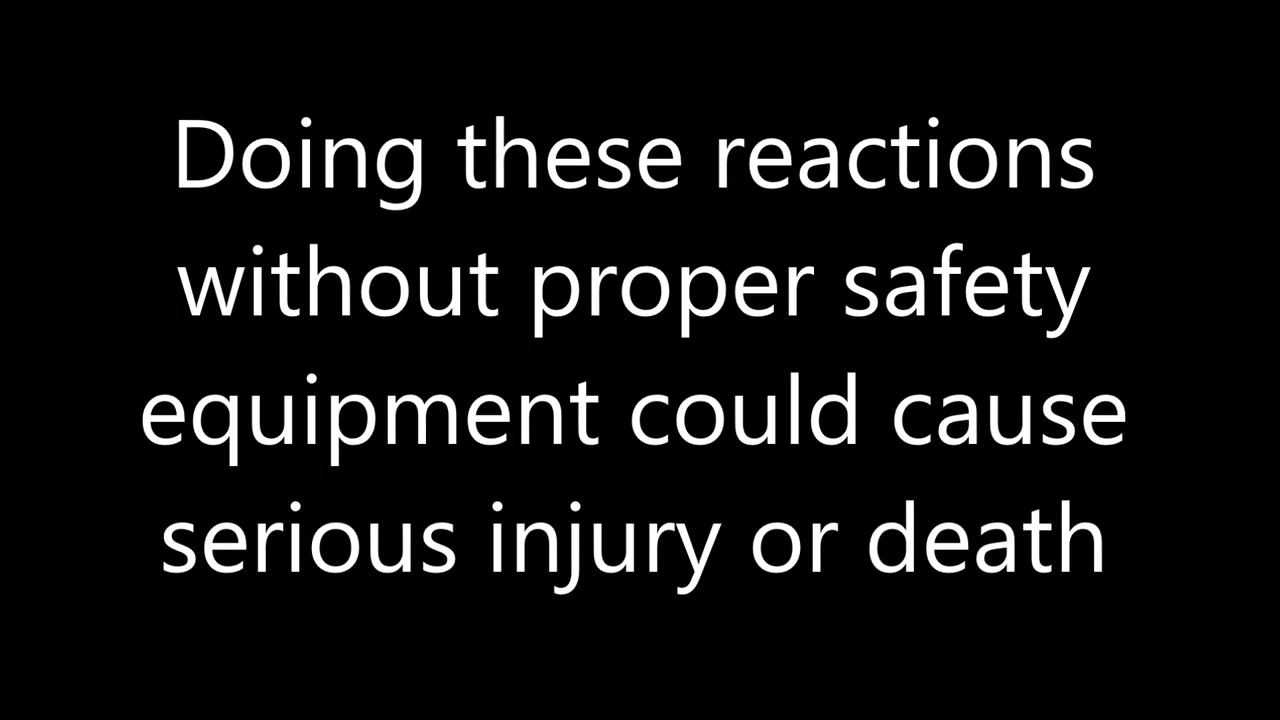 Doing these reactions
without proper safety
equipment could cause
serious injury or death